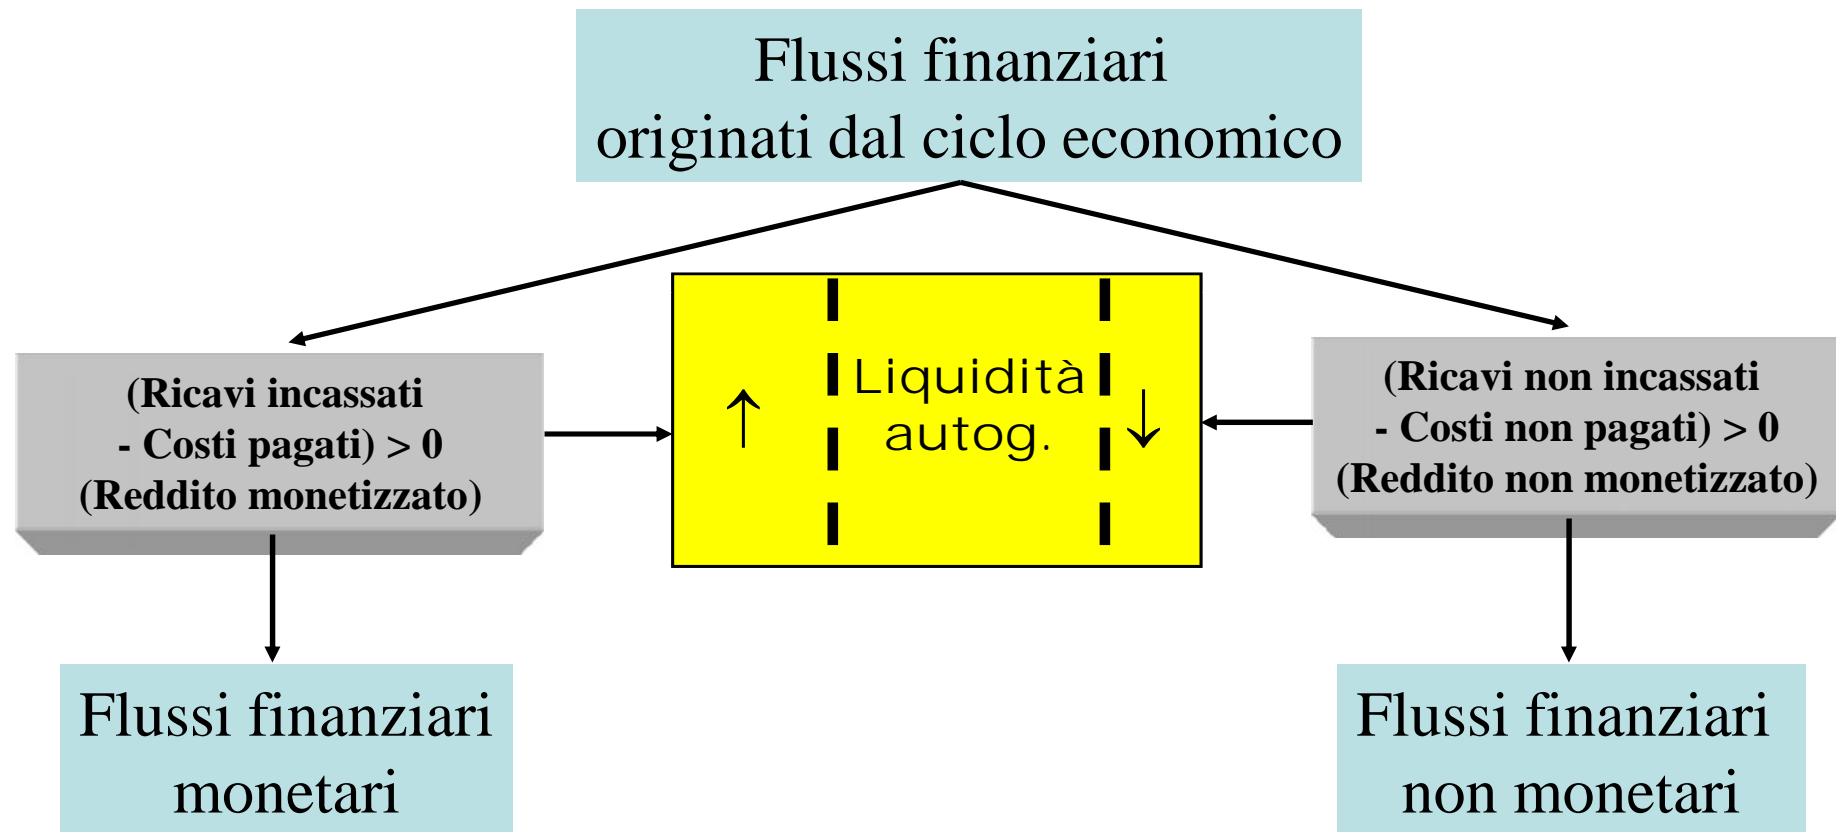 Flussi finanziari
originati dal ciclo economico
(Ricavi incassati
- Costi pagati) > 0
(Reddito monetizzato)
↑
Liquidità
autog.
↓
(Ricavi non incassati
- Costi non pagati) > 0
(Reddito non monetizzato)
Flussi finanziari
monetari
Flussi finanziari
non monetari